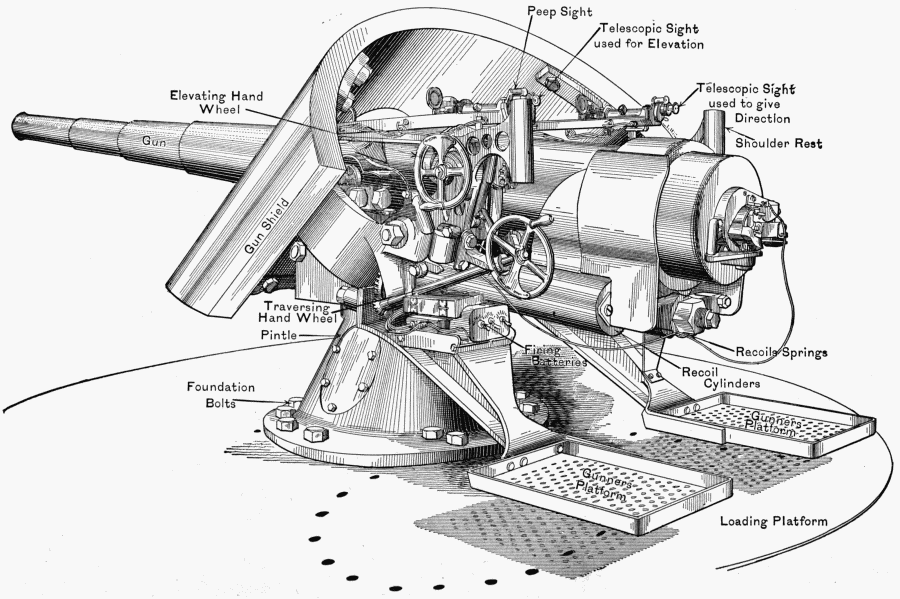 Peep Sight
Telescopic Sight
used for Elevation
Elevating Hand
Wheel
Telescopic Sight
used to give
Direction
Gun
Shoulder Rest
Gun Shield
Traversing
Hand Wheel
Pintle
Firing
Batteries
Recoils Springs
Recoil
Cylinders
Foundation
Bolts
Gunners
Platform
Gunners
Platform
Loading Platform